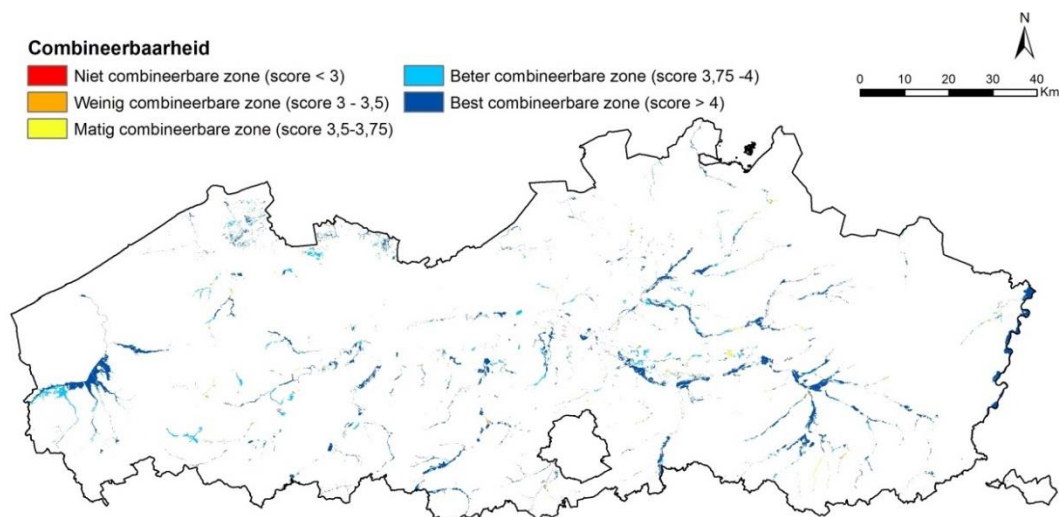 N
Combineerbaarheid
Niet combineerbare zone (score < 3)
Beter combineerbare zone (score 3,75 -4)
Weinig combineerbare zone (score 3 - 3,5)
Best combineerbare zone (score > 4)
Matig combineerbare zone (score 3,5-3,75)
0 10 20 30 40
Km